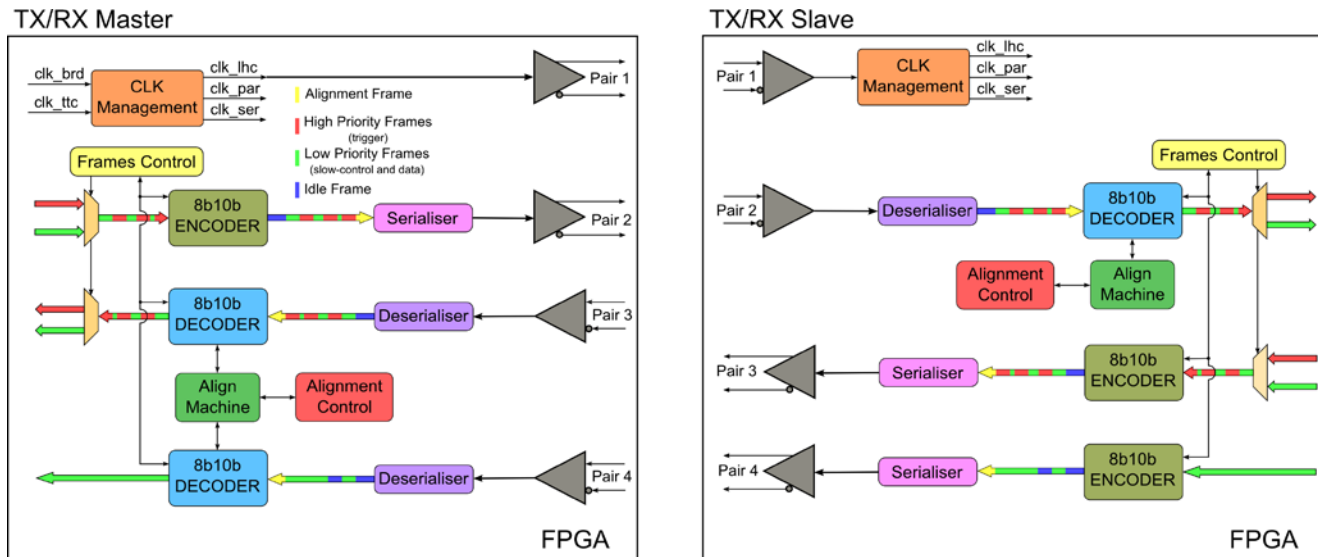 TX/RX Master
clk_brd
clk_ttc
CLK
Management
clk_lhc
clk_par
clk_ser
Pair 1
Alignment Frame
High Priority Frames
(trigger)
Low Priority Frames
(slow-control and data)
Idle Frame
Frames Control
8b10b
ENCODER
Serialiser
Pair 2
8b10b
DECODER
Deserialiser
Pair 3
Align
Machine
Alignment
Control
8b10b
DECODER
Deserialiser
Pair 4
FPGA
TX/RX Slave
Pair 1
CLK
Management
clk_lhc
clk_par
clk_ser
Frames Control
Pair 2
Deserialiser
8b10b
DECODER
Alignment
Control
Align
Machine
Pair 3
Serialiser
8b10b
ENCODER
Pair 4
Serialiser
8b10b
ENCODER
FPGA